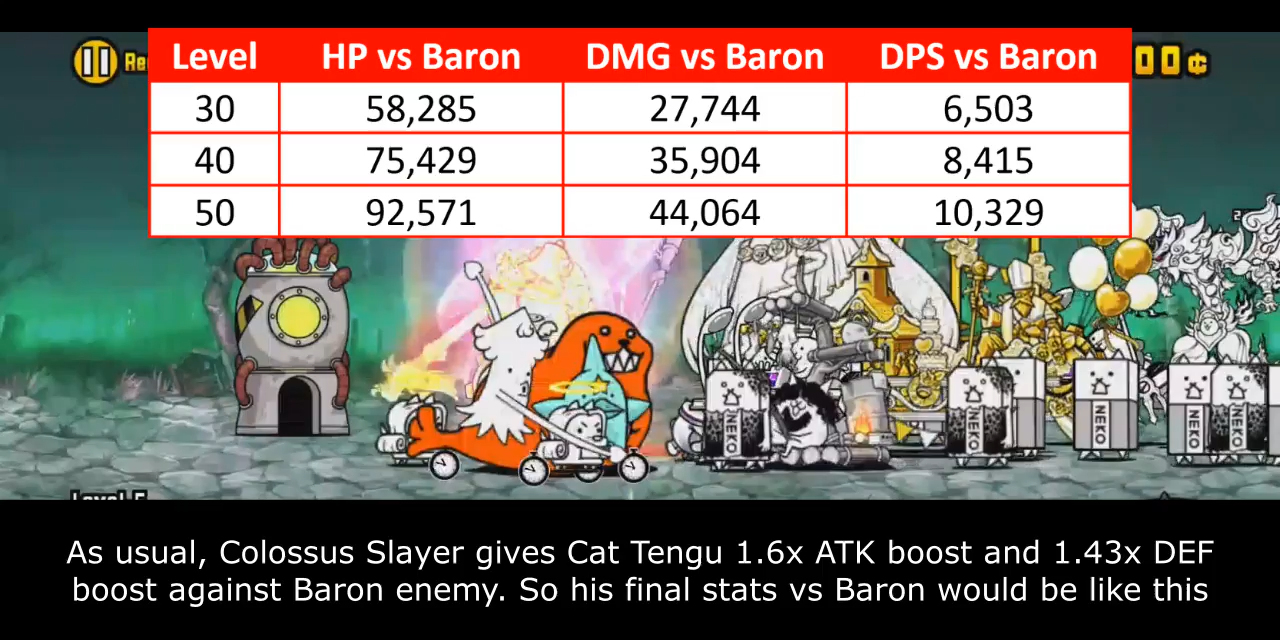 Level HP vs Baron DMG vs Baron DPS vs Baron
30 58,285 27,744 6,503
40 75,429 35,904 8,415
50 92,571 44,064 10,329
00¢
NEKO NEKO NEKO NEKO NEKO
As usual, Colossus Slayer gives Cat Tengu 1.6x ATK boost and 1.43x DEF
boost against Baron enemy. So his final stats vs Baron would be like this